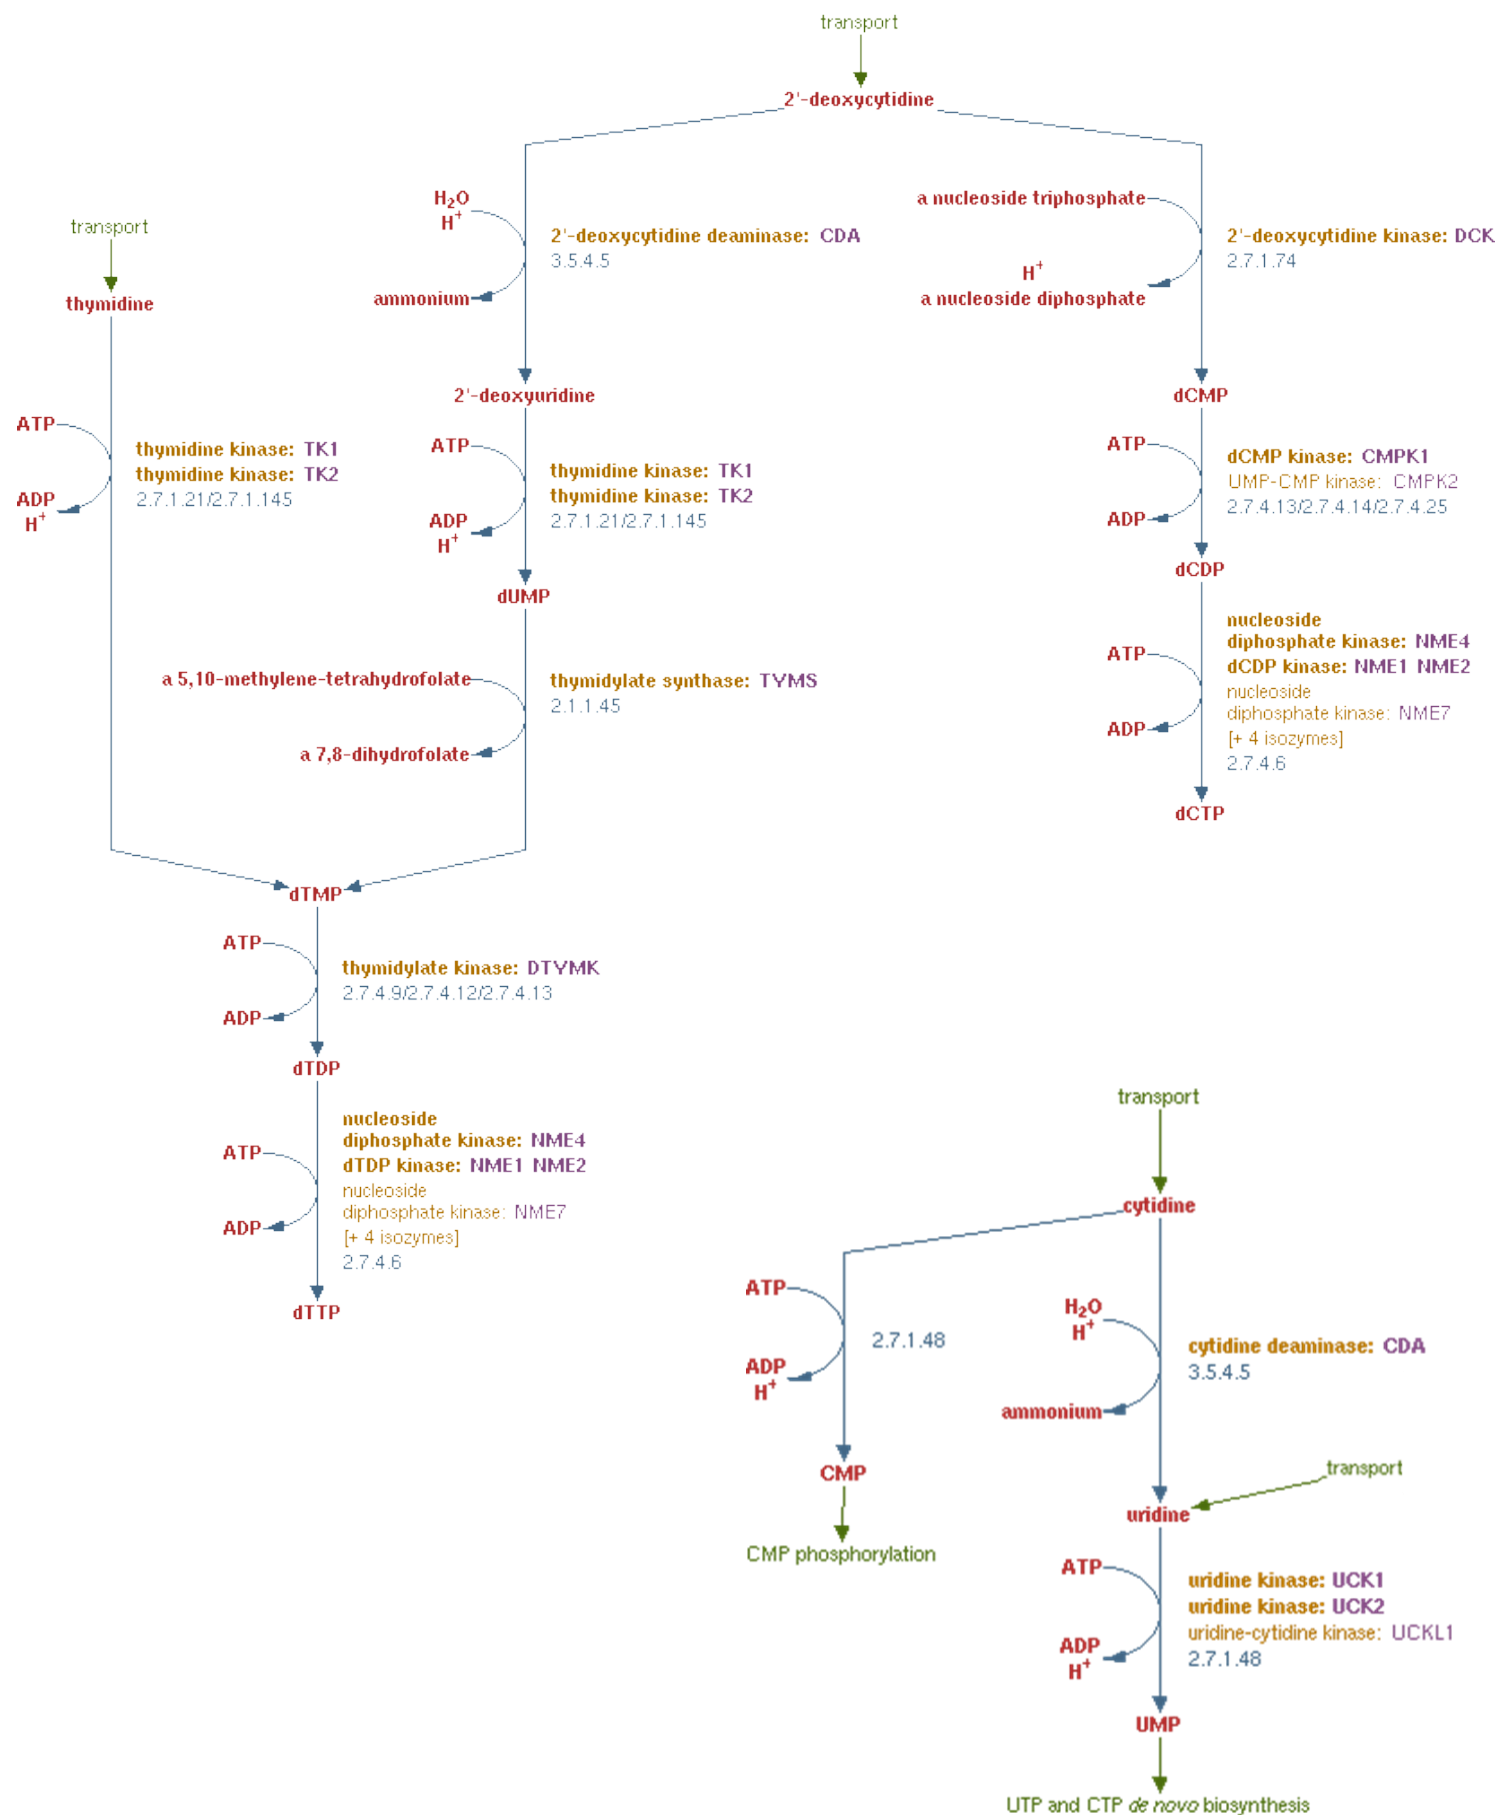 transport
2'-deoxycytidine
H2O
H+
2'-deoxycytidine deaminase: CDA
3.5.4.5
ammonium
a nucleoside triphosphate
2'-deoxycytidine kinase: DCK
2.7.1.74
H+
a nucleoside diphosphate
transport
thymidine
ATP
thymidine kinase: TK1
thymidine kinase: TK2
2.7.1.21/2.7.1.145
ADP
H+
2'-deoxyuridine
ATP
thymidine kinase: TK1
thymidine kinase: TK2
2.7.1.21/2.7.1.145
ADP
H+
dUMP
a 5,10-methylene-tetrahydrofolate
thymidylate synthase: TYMS
2.1.1.45
a 7,8-dihydrofolate
dCMP
ATP
dCMP kinase: CMPK1
UMP-CMP kinase: CMPK2
2.7.4.13/2.7.4.14/2.7.4.25
ADP
dCDP
nucleoside
diphosphate kinase: NME4
ATP
dCDP kinase: NME1 NME2
nucleoside
diphosphate kinase: NME7
ADP
[+ 4 isozymes]
2.7.4.6
dCTP
dTMP
ATP
thymidylate kinase: DTYMK
2.7.4.9/2.7.4.12/2.7.4.13
ADP
dTDP
nucleoside
diphosphate kinase: NME4
ATP
dTDP kinase: NME1 NME2
nucleoside
diphosphate kinase: NME7
ADP
[+ 4 isozymes]
2.7.4.6
dTTP
transport
cytidine
ATP
2.7.1.48
ADP
H+
CMP
CMP phosphorylation
H2O
H+
cytidine deaminase: CDA
3.5.4.5
ammonium
transport
uridine
ATP
uridine kinase: UCK1
uridine kinase: UCK2
uridine-cytidine kinase: UCKL1
2.7.1.48
ADP
H+
UMP
UTP and CTP de novo biosynthesis